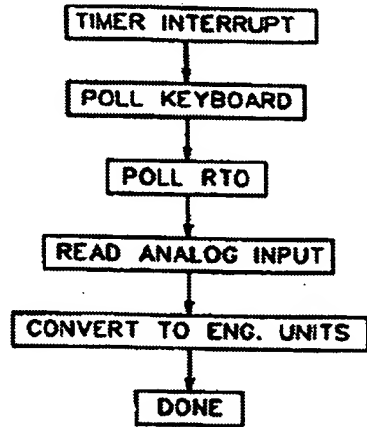 TIMER INTERRUPT
POLL KEYBOARD
POLL RTO
READ ANALOG INPUT
CONVERT TO ENG. UNITS
DONE